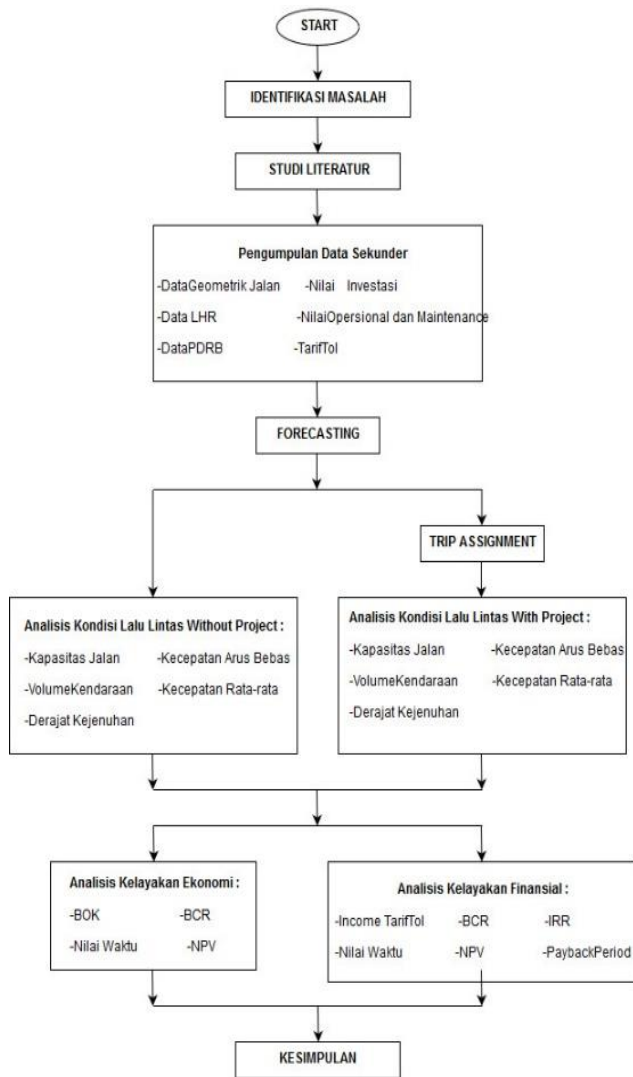 START
IDENTIFIKASI MASALAH
STUDI LITERATUR
Pengumpulan Data Sekunder
-DataGeometrik Jalan -Nilai Investasi
-Data LHR -NilaiOpersional dan Maintenance
-DataPDRB -TarifTol
FORECASTING
TRIP ASSIGNMENT
Analisis Kondisi Lalu Lintas Without Project :
-Kapasitas Jalan -Kecepatan Arus Bebas
-VolumeKendaraan -Kecepatan Rata-rata
-Derajat Kejenuhan
Analisis Kondisi Lalu Lintas With Project :
-Kapasitas Jalan -Kecepatan Arus Bebas
-VolumeKendaraan -Kecepatan Rata-rata
-Derajat Kejenuhan
Analisis Kelayakan Ekonomi :
-BOK -BCR
-Nilai Waktu -NPV
Analisis Kelayakan Finansial :
-Income TarifTol -BCR -IRR
-Nilai Waktu -NPV -PaybackPeriod
KESIMPULAN